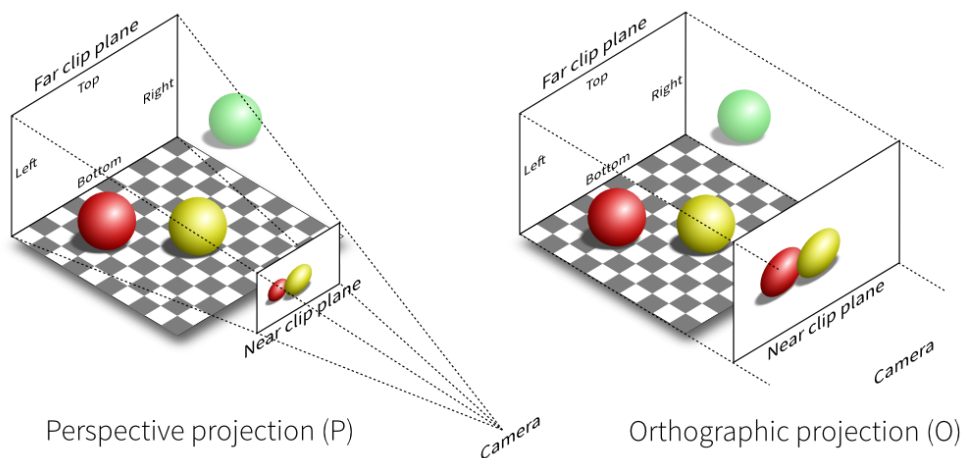 Far clip plane
Top
Right
Left
Bottom
Near clip plane
Camera
Perspective projection (P)
Far clip plane
Top
Right
Left
Bottom
Near clip plane
Camera
Orthographic projection (O)